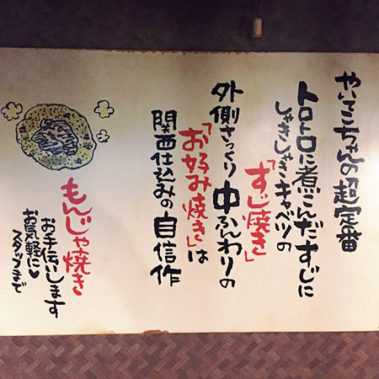 やってこちゃんの超定番
トロトロに煮こんだすじに
しゃきしゃきキャベツの
「すじ焼き」
外側さっくり中ふんわりの
「お好み焼き」は
関西仕込みの自信作
もんじゃ焼き
お手伝いします
お気軽に♥
スタッフまで